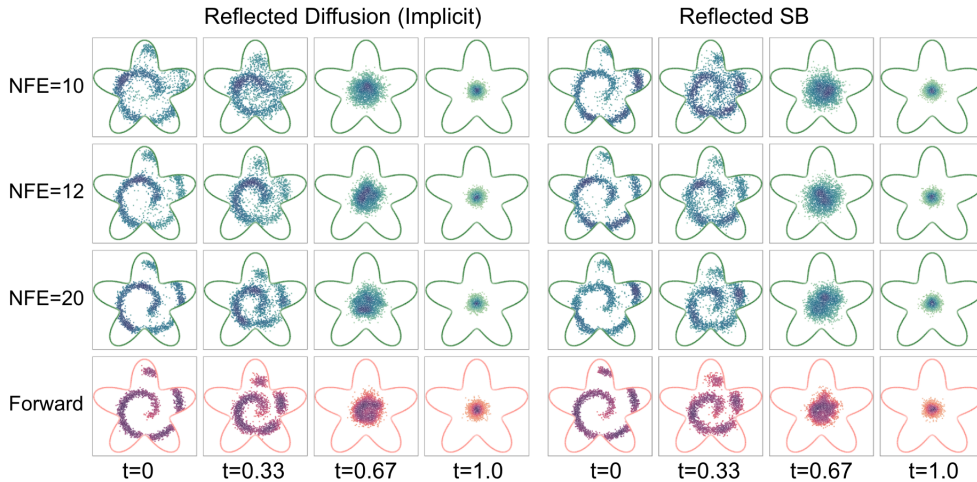 Reflected Diffusion (Implicit) Reflected SB
NFE=10
NFE=12
NFE=20
Forward
t=0 t=0.33 t=0.67 t=1.0 t=0 t=0.33 t=0.67 t=1.0